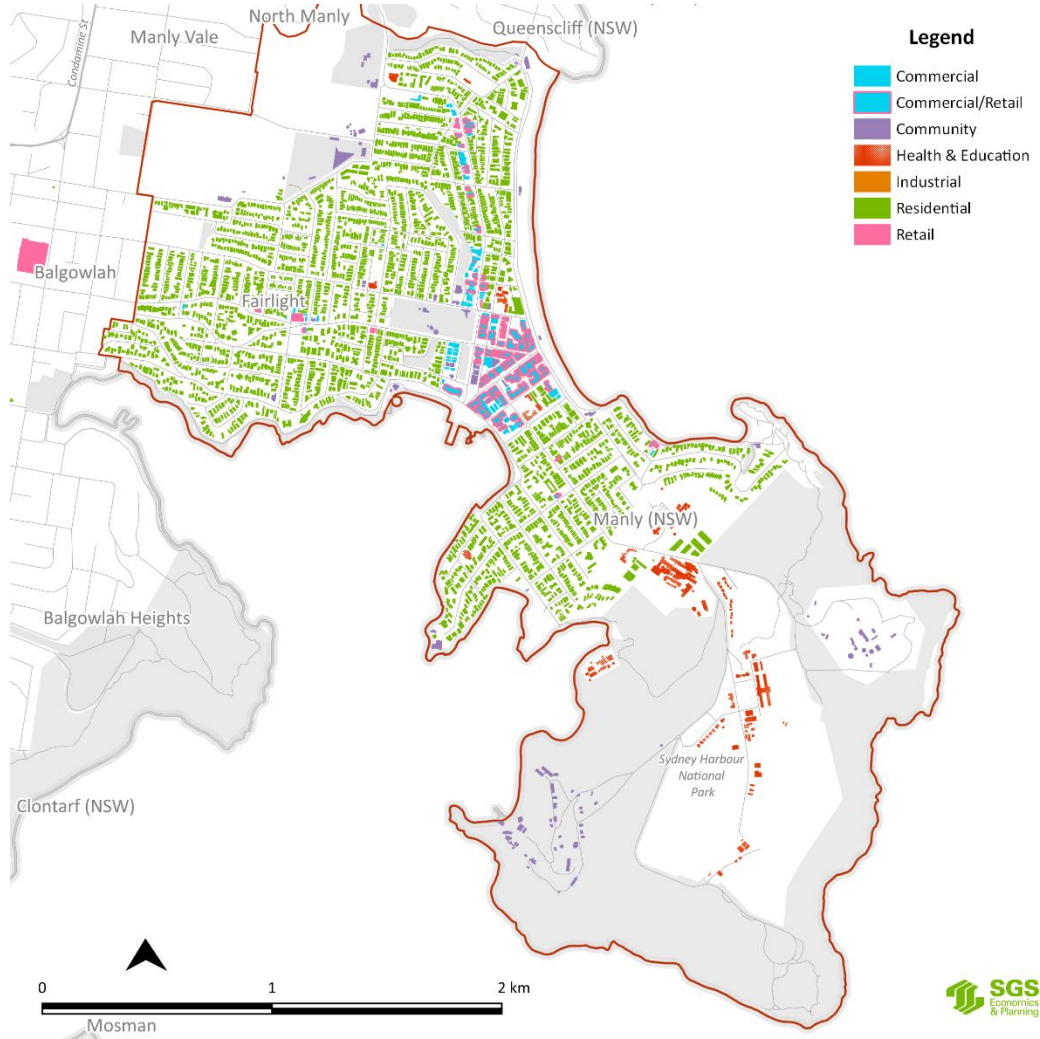 North Manly
Queenscliff (NSW)
Manly Vale
Condamine St
Legend
Commercial
Commercial/Retail
Community
Health & Education
Industrial
Residential
Retail
Balgowlah
Fairlight
Manly (NSW)
Balgowlah Heights
Sydney Harbour
National
Park
Clontarf (NSW)
0 1 2 km
Mosman
SGS
Economics
& Planning